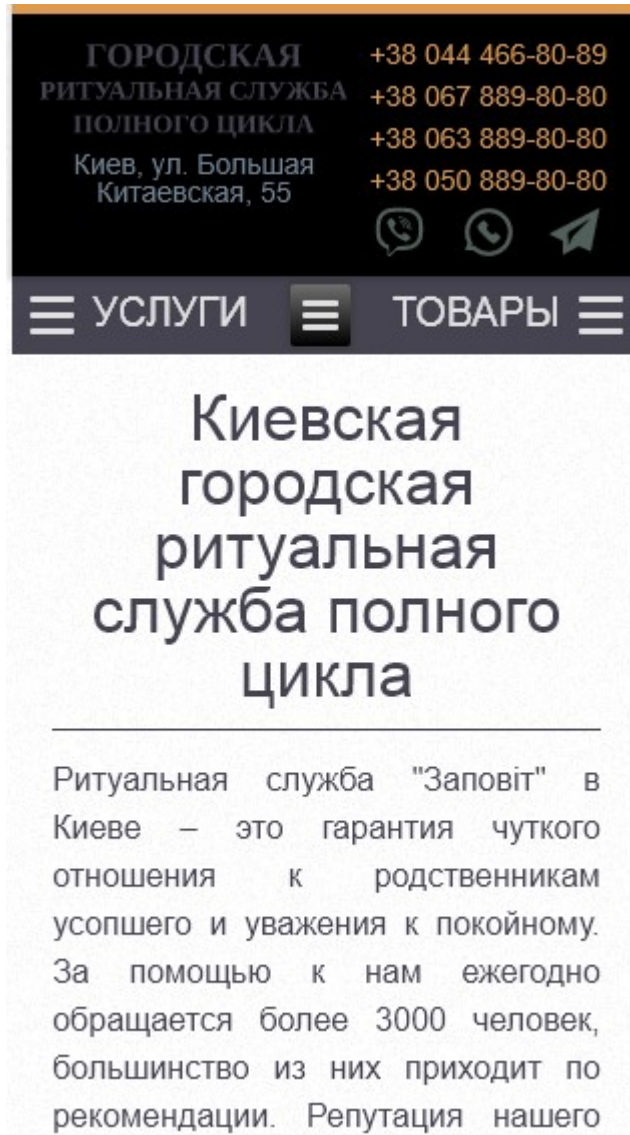 ГОРОДСКАЯ
РИТУАЛЬНАЯ СЛУЖБА
ПОЛНОГО ЦИКЛА
Киев, ул. Большая
Китаевская, 55
+38 044 466-80-89
+38 067 889-80-80
+38 063 889-80-80
+38 050 889-80-80
УСЛУГИ
ТОВАРЫ
Киевская
городская
ритуальная
служба полного
цикла
Ритуальная служба "Заповіт" в
Киеве – это гарантия чуткого
отношения к родственникам
усопшего и уважения к покойному.
За помощью к нам ежегодно
обращается более 3000 человек,
большинство из них приходит по
рекомендации. Репутация нашего